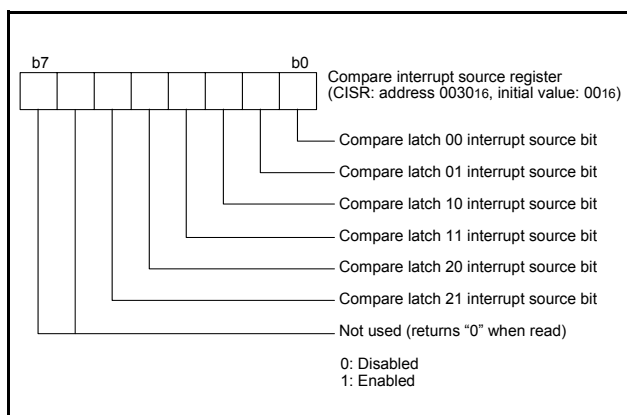 b7 b0
Compare interrupt source register
(CISR: address 003016, initial value: 0016)
Compare latch 00 interrupt source bit
Compare latch 01 interrupt source bit
Compare latch 10 interrupt source bit
Compare latch 11 interrupt source bit
Compare latch 20 interrupt source bit
Compare latch 21 interrupt source bit
Not used (returns “0” when read)
0: Disabled
1: Enabled